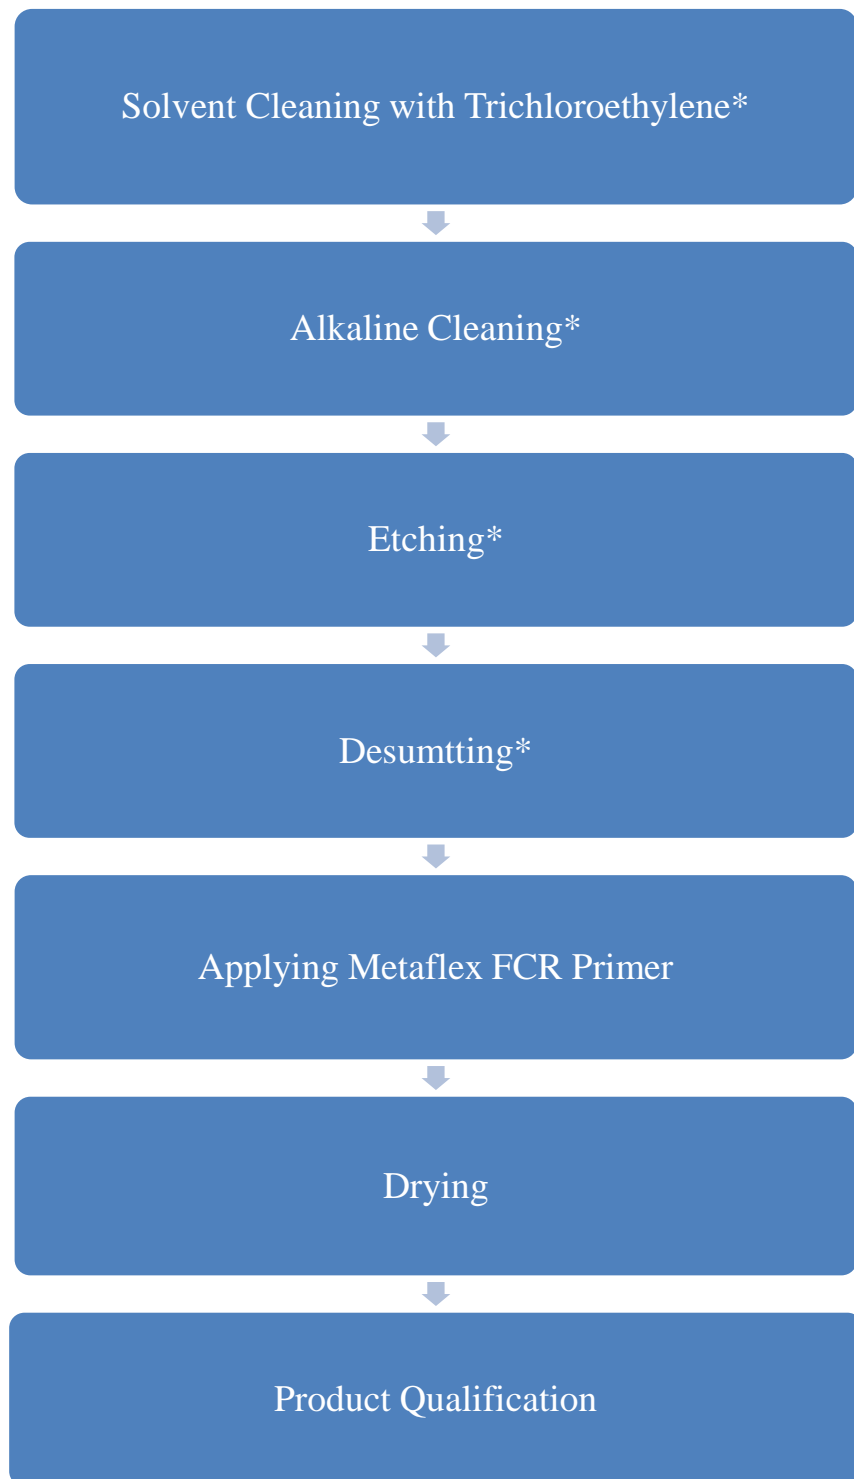 Solvent Cleaning with Trichloroethylene*
Alkaline Cleaning*
Etching*
Desumtting*
Applying Metaflex FCR Primer
Drying
Product Qualification